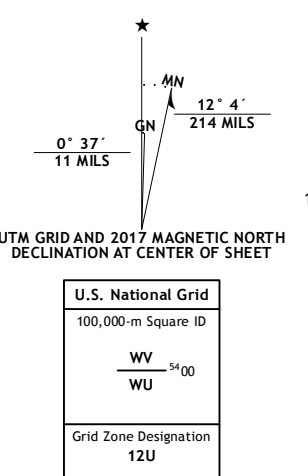 ★
MN
GN
12° 4´
214 MILS
0° 37´
11 MILS
UTM GRID AND 2017 MAGNETIC NORTH
DECLINATION AT CENTER OF SHEET
U.S. National Grid
100,000-m Square ID
WV
5400
WU
Grid Zone Designation
12U